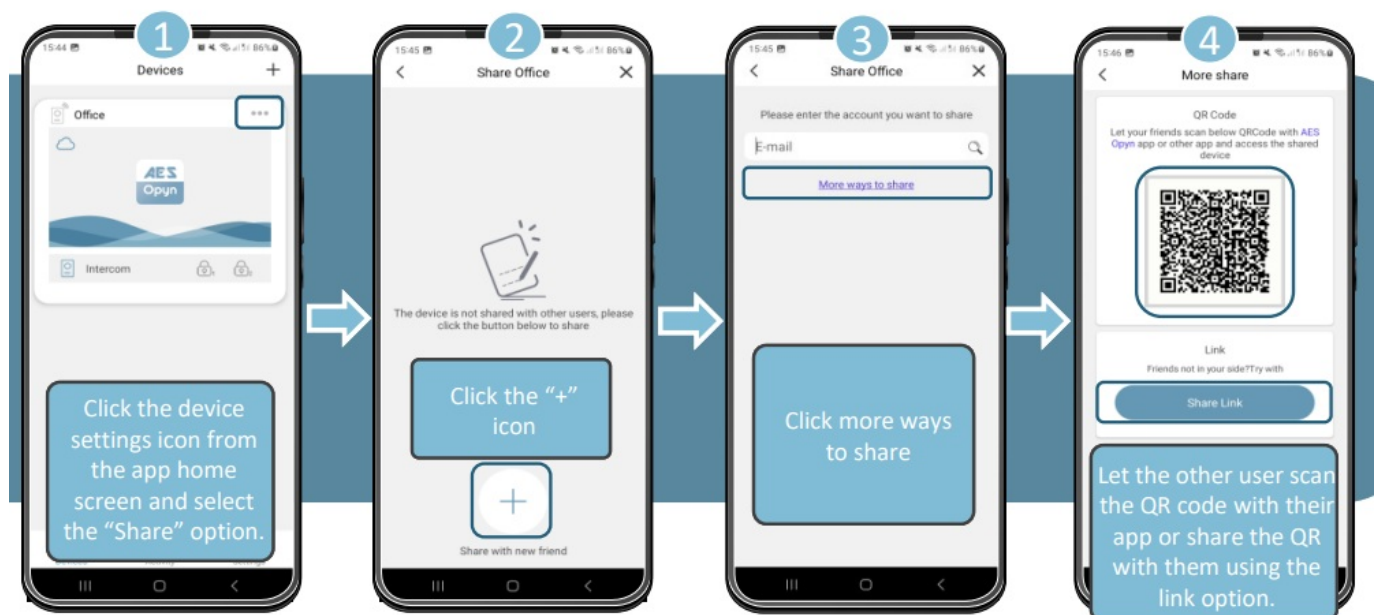 1
15:44
86%
Devices
+
Office
AES
Opyn
Intercom
Click the device
settings icon from
the app home
screen and select
the “Share” option.
2
15:45
86%
Share Office
The device is not shared with other users, please
click the button below to share
Click the “+”
icon
+
Share with new friend
3
15:45
86%
Share Office
Please enter the account you want to share
E-mail
More ways to share
Click more ways
to share
4
15:46
86%
More share
QR Code
Let your friends scan below QRCode with AES
Opyn app or other app and access the shared
device
Link
Friends not in your side?Try with
Share Link
Let the other user scan
the QR code with their
app or share the QR
with them using the
link option.